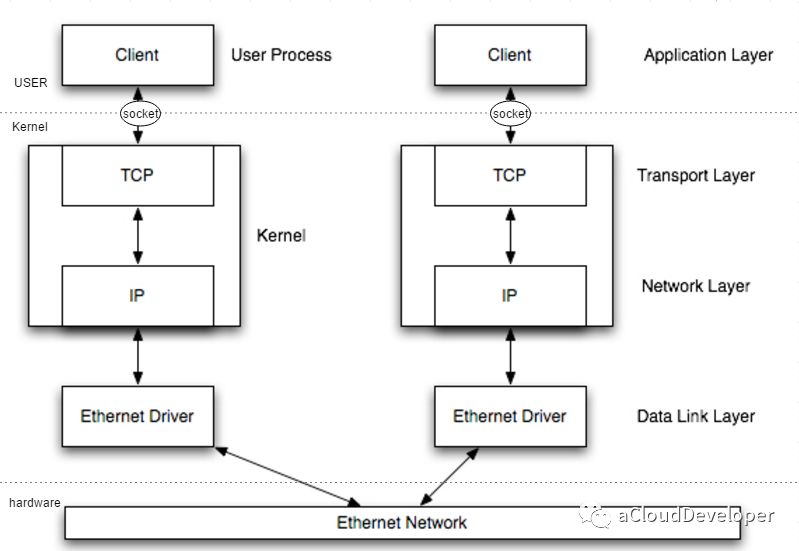 Client
User Process
Client
Application Layer
USER
socket
socket
Kernel
TCP
TCP
Transport Layer
Kernel
IP
IP
Network Layer
Ethernet Driver
Ethernet Driver
Data Link Layer
hardware
Ethernet Network
aCloudDeveloper